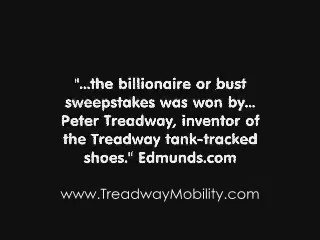 "...the billionaire or bust
sweepstakes was won by...
Peter Treadway, inventor of
the Treadway tank-tracked
shoes." Edmunds.com
www.TreadwayMobility.com